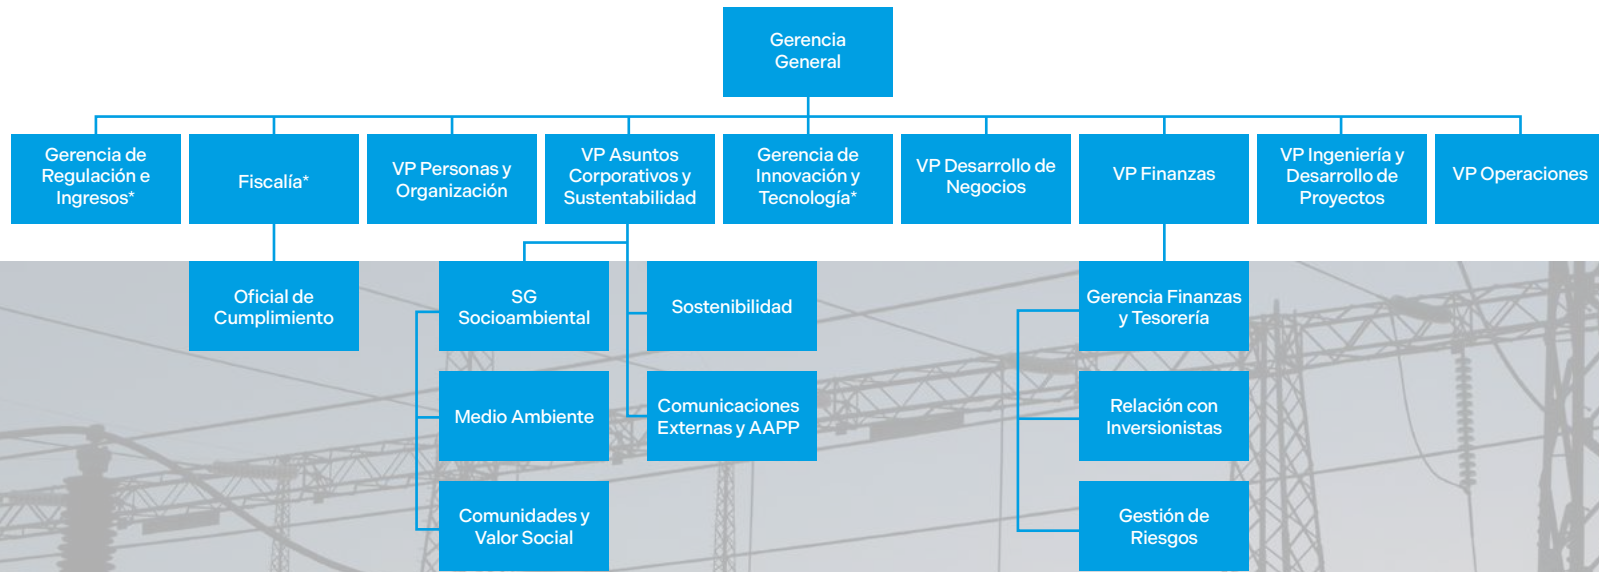 Gerencia
General
Gerencia de
Regulación e
Ingresos*
Fiscalía*
VP Personas y
Organización
VP Asuntos
Corporativos y
Sustentabilidad
Gerencia de
Innovación y
Tecnología*
VP Desarrollo de
Negocios
VP Finanzas
VP Ingeniería y
Desarrollo de
Proyectos
VP Operaciones
Oficial de
Cumplimiento
SG
Socioambiental
Sostenibilidad
Gerencia Finanzas
y Tesorería
Medio Ambiente
Comunicaciones
Externas y AAPP
Relación con
Inversionistas
Comunidades y
Valor Social
Gestión de
Riesgos